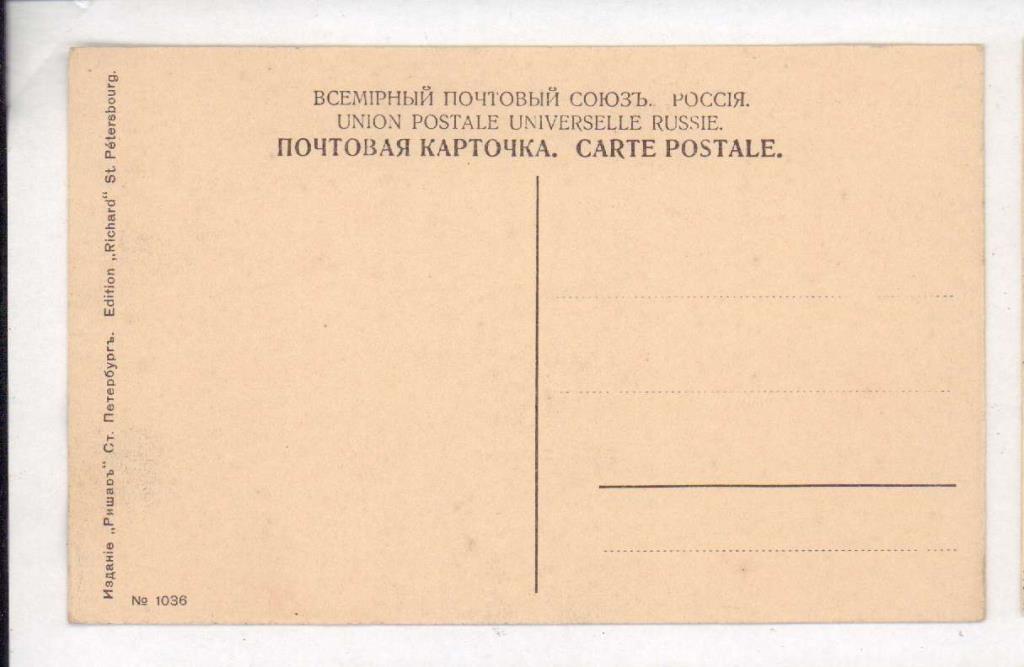 ВСЕМІРНЫЙ ПОЧТОВЫЙ СОЮЗЪ. РОССІЯ.
UNION POSTALE UNIVERSELLE RUSSIE.
ПОЧТОВАЯ КАРТОЧКА. CARTE POSTALE.
Изданіе „Ришаръ“ Ст. Петербургъ. Edition „Richard“ St. Pétersbourg.
№ 1036